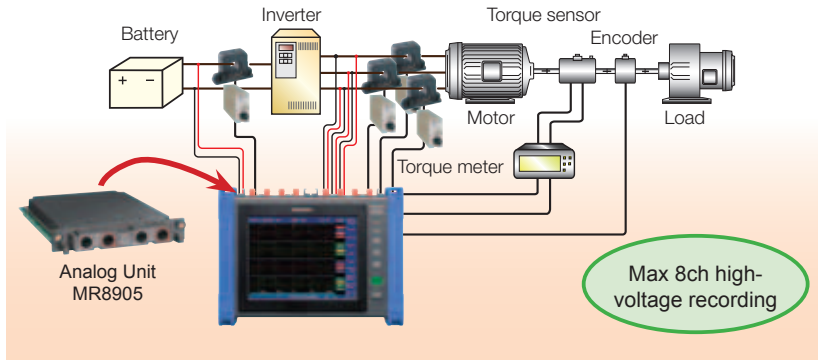 Battery
Inverter
Torque sensor
Encoder
Motor
Load
Torque meter
Analog Unit
MR8905
Max 8ch high-
voltage recording